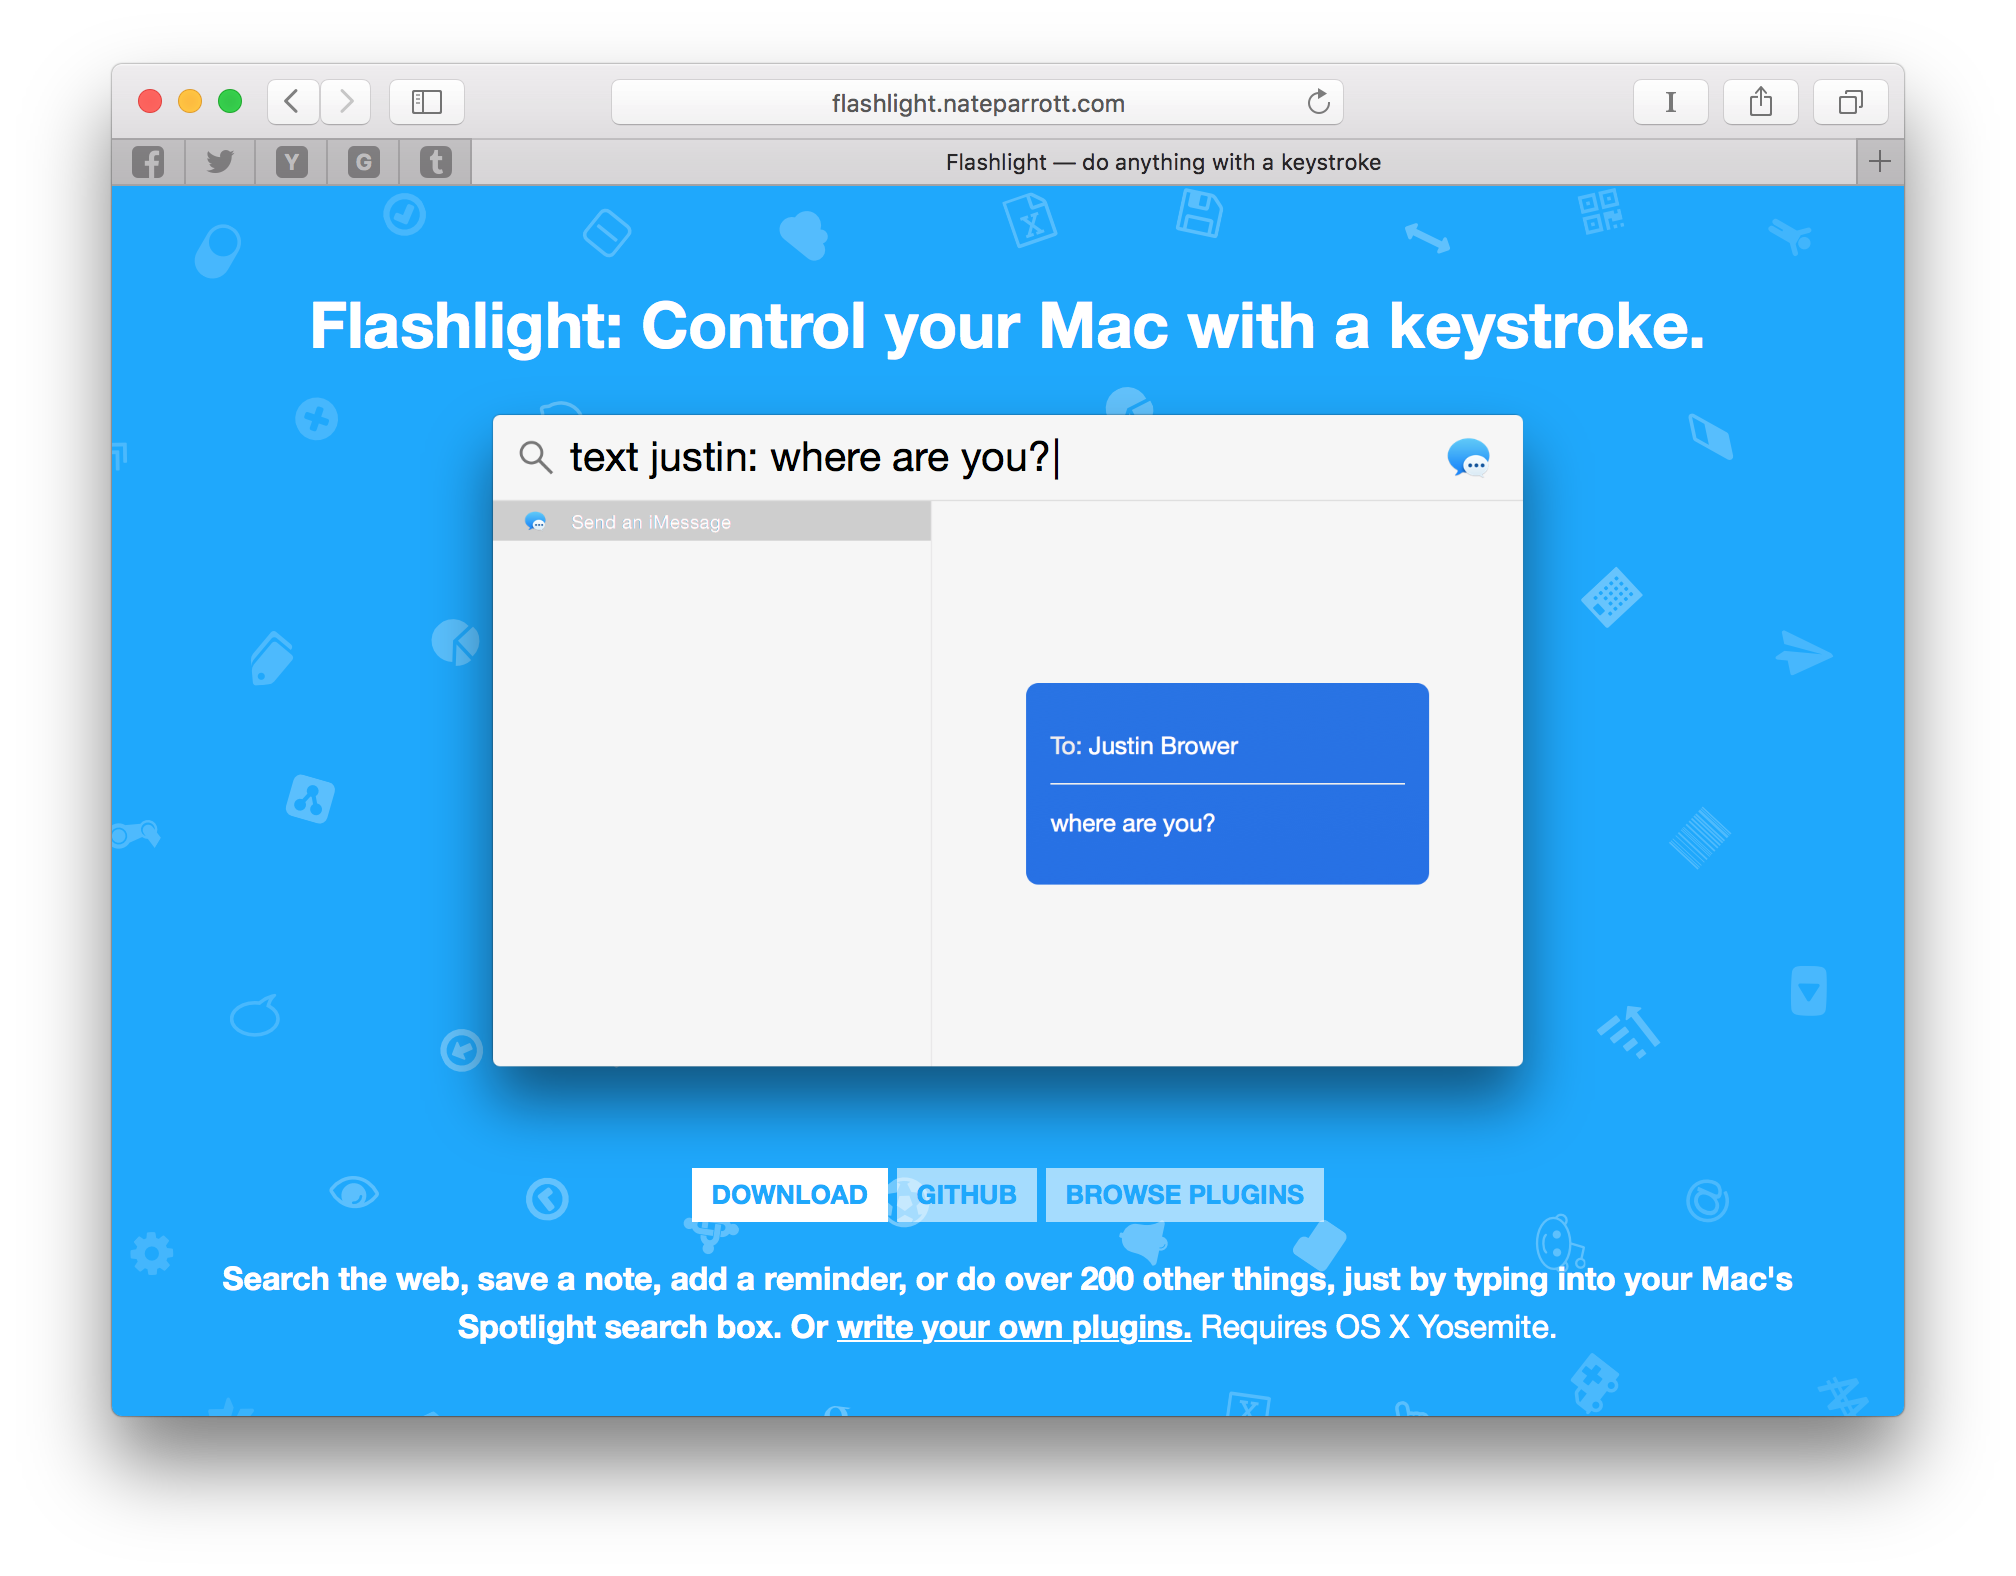 flashlight.nateparrott.com
I
f
Y
G
t
Flashlight — do anything with a keystroke
Flashlight: Control your Mac with a keystroke.
text justin: where are you?
Send an iMessage
To: Justin Brower
where are you?
DOWNLOAD
GITHUB
BROWSE PLUGINS
Search the web, save a note, add a reminder, or do over 200 other things, just by typing into your Mac's
Spotlight search box. Or write your own plugins. Requires OS X Yosemite.